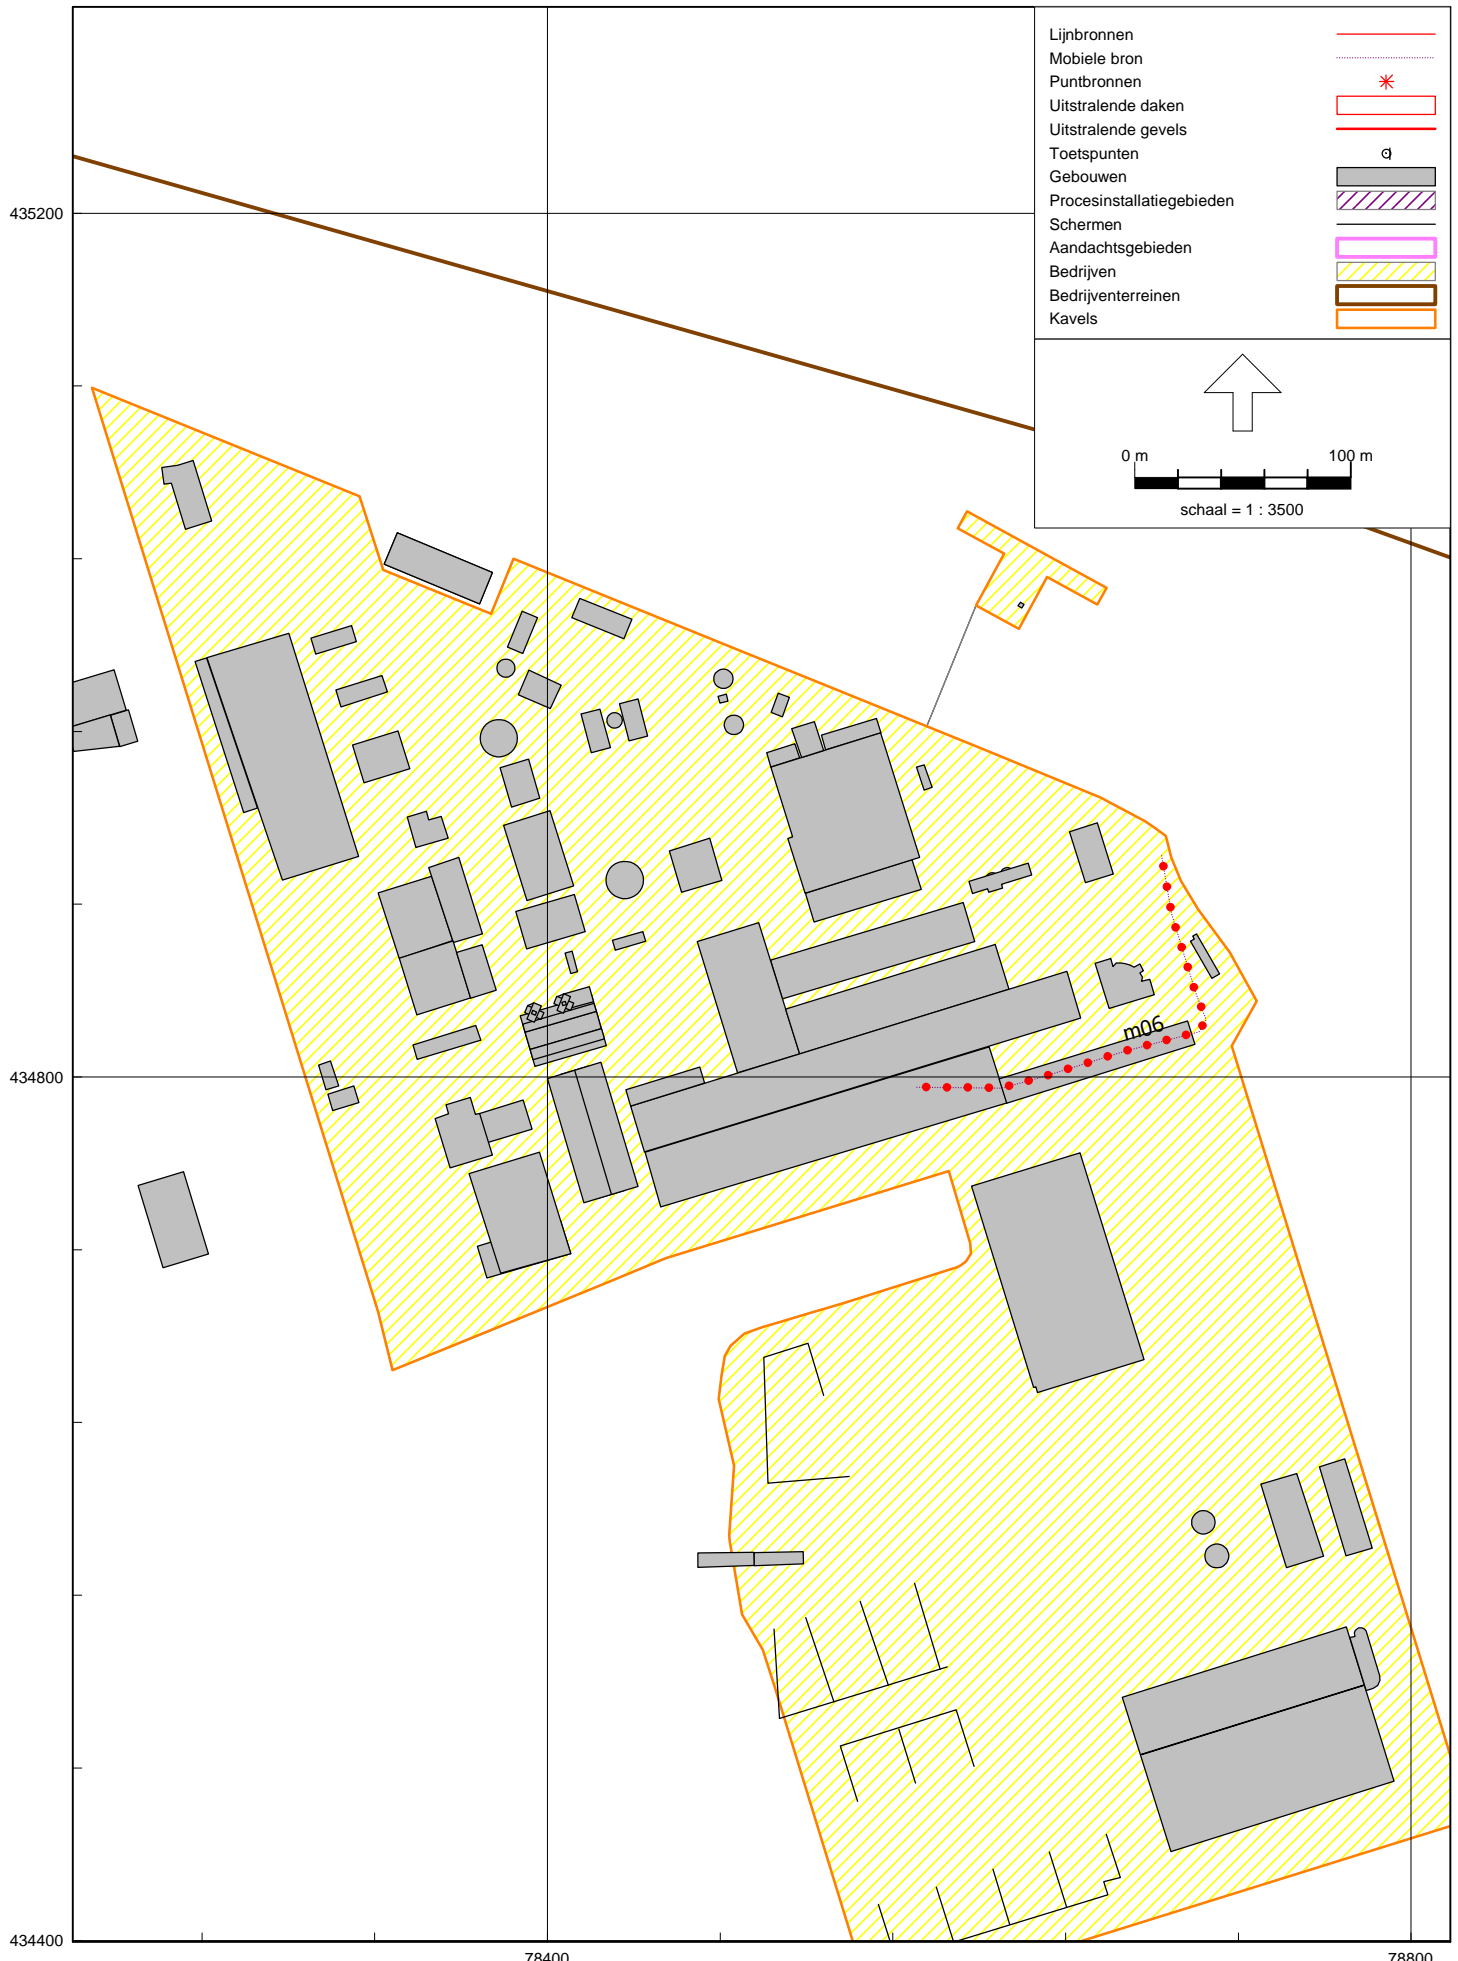 Lijnbronnen
Mobiele bron
Puntbronnen
Uitstralende daken
Uitstralende gevels
Toetspunten
Gebouwen
Procesinstallatiegebieden
Schermen
Aandachtsgebieden
Bedrijven
Bedrijventerreinen
Kavels
0 m 100 m
schaal = 1 : 3500
435200
m06
434800
434400
78400 78800